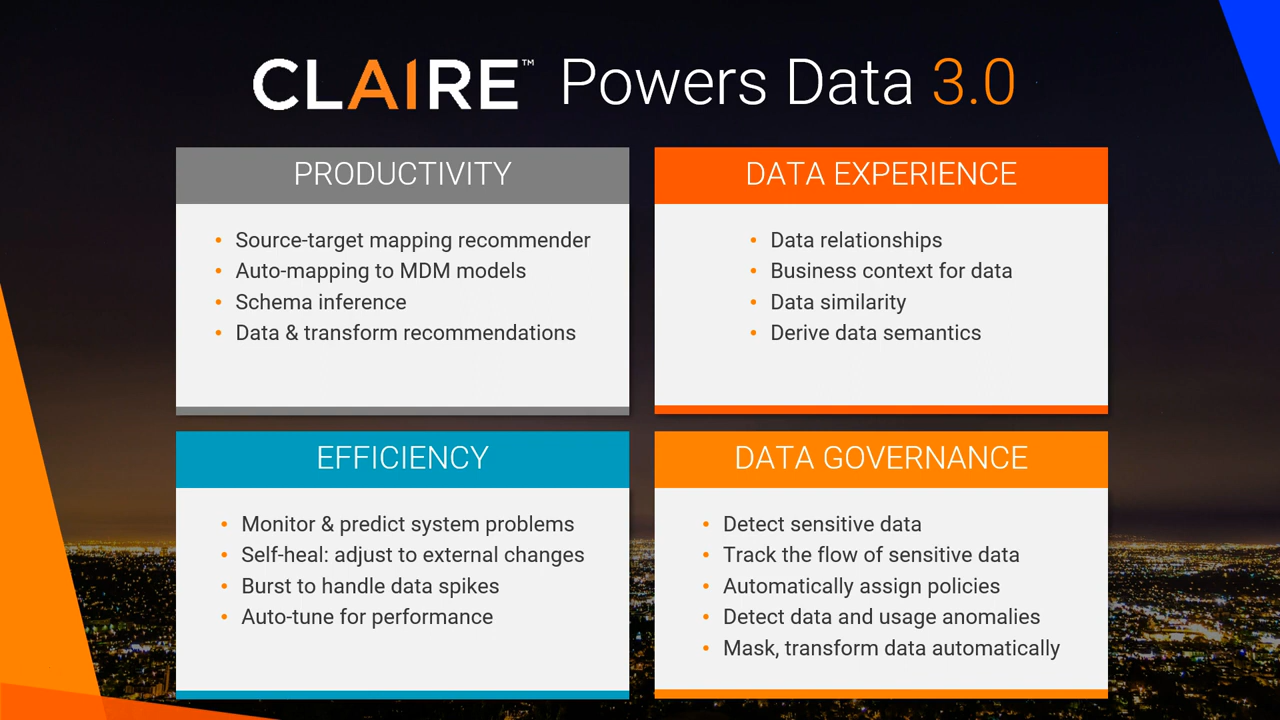 CLAIRE™ Powers Data 3.0
PRODUCTIVITY
• Source-target mapping recommender
• Auto-mapping to MDM models
• Schema inference
• Data & transform recommendations
DATA EXPERIENCE
• Data relationships
• Business context for data
• Data similarity
• Derive data semantics
EFFICIENCY
• Monitor & predict system problems
• Self-heal: adjust to external changes
• Burst to handle data spikes
• Auto-tune for performance
DATA GOVERNANCE
• Detect sensitive data
• Track the flow of sensitive data
• Automatically assign policies
• Detect data and usage anomalies
• Mask, transform data automatically